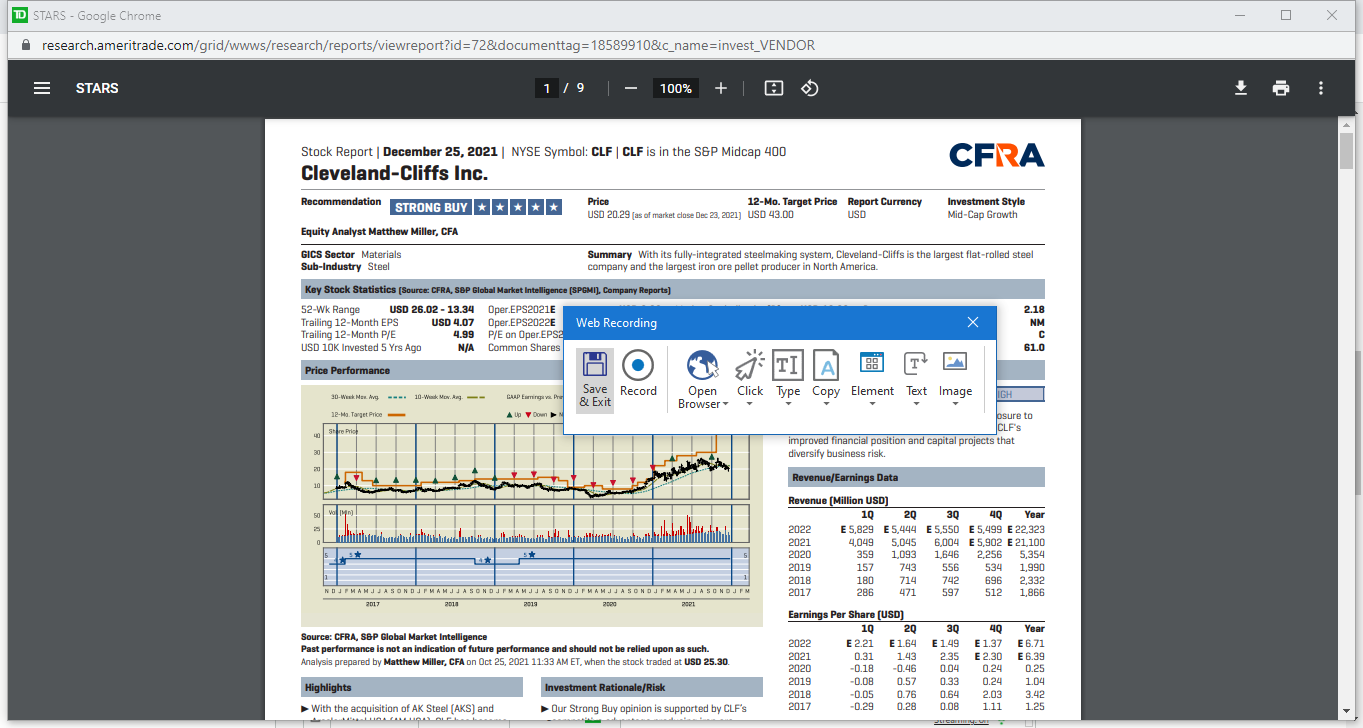 STARS - Google Chrome
research.ameritrade.com/grid/wwws/research/reports/viewreport?id=72&documenttag=18589910&c_name=invest_VENDOR
STARS
1 / 9
100%
Stock Report | December 25, 2021 | NYSE Symbol: CLF | CLF is in the S&P Midcap 400
CFRA
Cleveland-Cliffs Inc.
Recommendation STRONG BUY ★ ★ ★ ★ ★
Price 12-Mo. Target Price Report Currency Investment Style
USD 20.29 (as of market close Dec 23, 2021) USD 43.00 USD Mid-Cap Growth
Equity Analyst Matthew Miller, CFA
GICS Sector Materials
Sub-Industry Steel
Summary With its fully-integrated steelmaking system, Cleveland-Cliffs is the largest flat-rolled steel
company and the largest iron ore pellet producer in North America.
Key Stock Statistics (Source: CFRA, S&P Global Market Intelligence (SPGMI), Company Reports)
52-Wk Range USD 26.02 - 13.34 Oper.EPS2021E 2.18
Trailing 12-Month EPS USD 4.07 Oper.EPS2022E NM
Trailing 12-Month P/E 4.99 P/E on Oper.EPS2 C
USD 10K Invested 5 Yrs Ago N/A Common Shares 61.0
Web Recording
Save & Exit
Record
Open Browser
Click
Type
Copy
Element
Text
Image
Price Performance
30-Week Mov. Avg. 10-Week Mov. Avg. GAAP Earnings vs. Pre
12-Mo. Target Price Up Down N
Share Price
40
30
20
10
Vol. (Mn)
50
25
0
5 4★ 5★ 4★ 5★ 5
1 1
N D J F M A M J J A S O N D J F M A M J J A S O N D J F M A M J J A S O N D J F M A M J J A S O N D J F M A M J J A S O N D J F M
2017 2018 2019 2020 2021
Source: CFRA, S&P Global Market Intelligence
Past performance is not an indication of future performance and should not be relied upon as such.
Analysis prepared by Matthew Miller, CFA on Oct 25, 2021 11:33 AM ET, when the stock traded at USD 25.30.
Highlights
▶ With the acquisition of AK Steel (AKS) and
Investment Rationale/Risk
▶ Our Strong Buy opinion is supported by CLF's
IGH
osure to
CLF's
improved financial position and capital projects that
diversify business risk.
Revenue/Earnings Data
Revenue (Million USD)
1Q 2Q 3Q 4Q Year
2022 E 5,829 E 5,444 E 5,550 E 5,499 E 22,323
2021 4,049 5,045 6,004 E 5,902 E 21,100
2020 359 1,093 1,646 2,256 5,354
2019 157 743 556 534 1,990
2018 180 714 742 696 2,332
2017 286 471 597 512 1,866
Earnings Per Share (USD)
1Q 2Q 3Q 4Q Year
2022 E 2.21 E 1.64 E 1.49 E 1.37 E 6.71
2021 0.31 1.43 2.35 E 2.30 E 6.39
2020 -0.18 -0.46 0.04 0.24 0.25
2019 -0.08 0.57 0.33 0.24 1.04
2018 -0.05 0.76 0.64 2.03 3.42
2017 -0.29 0.28 0.08 1.11 1.25